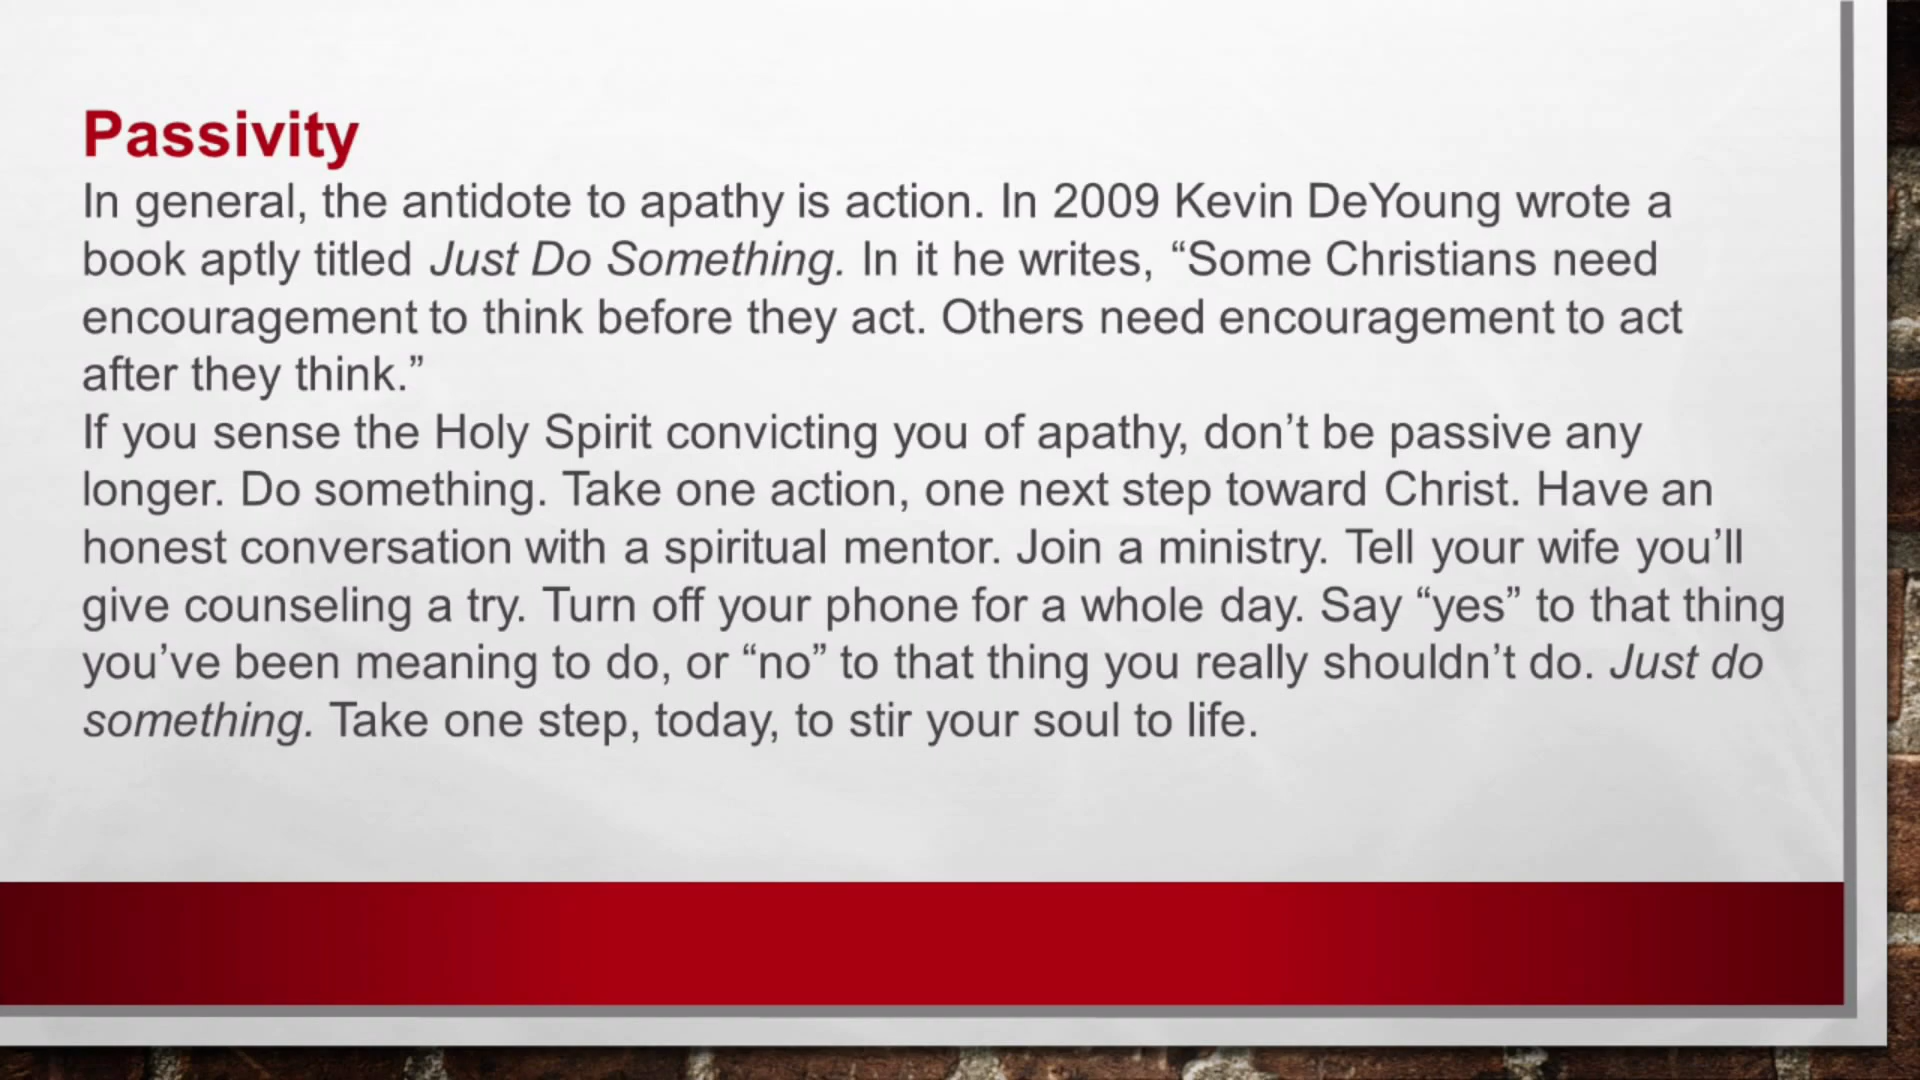 Passivity
In general, the antidote to apathy is action. In 2009 Kevin DeYoung wrote a
book aptly titled Just Do Something. In it he writes, “Some Christians need
encouragement to think before they act. Others need encouragement to act
after they think.”
If you sense the Holy Spirit convicting you of apathy, don’t be passive any
longer. Do something. Take one action, one next step toward Christ. Have an
honest conversation with a spiritual mentor. Join a ministry. Tell your wife you’ll
give counseling a try. Turn off your phone for a whole day. Say “yes” to that thing
you’ve been meaning to do, or “no” to that thing you really shouldn’t do. Just do
something. Take one step, today, to stir your soul to life.